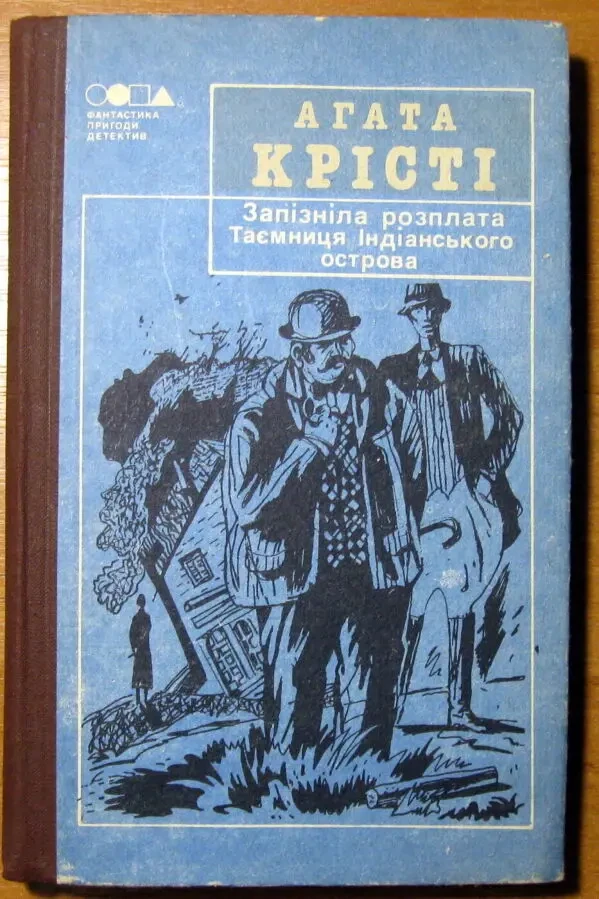 ФАНТАСТИКА
ПРИГОДИ
ДЕТЕКТИВ
АГАТА
КРІСТІ
Запізніла розплата
Таємниця Індіанського
острова